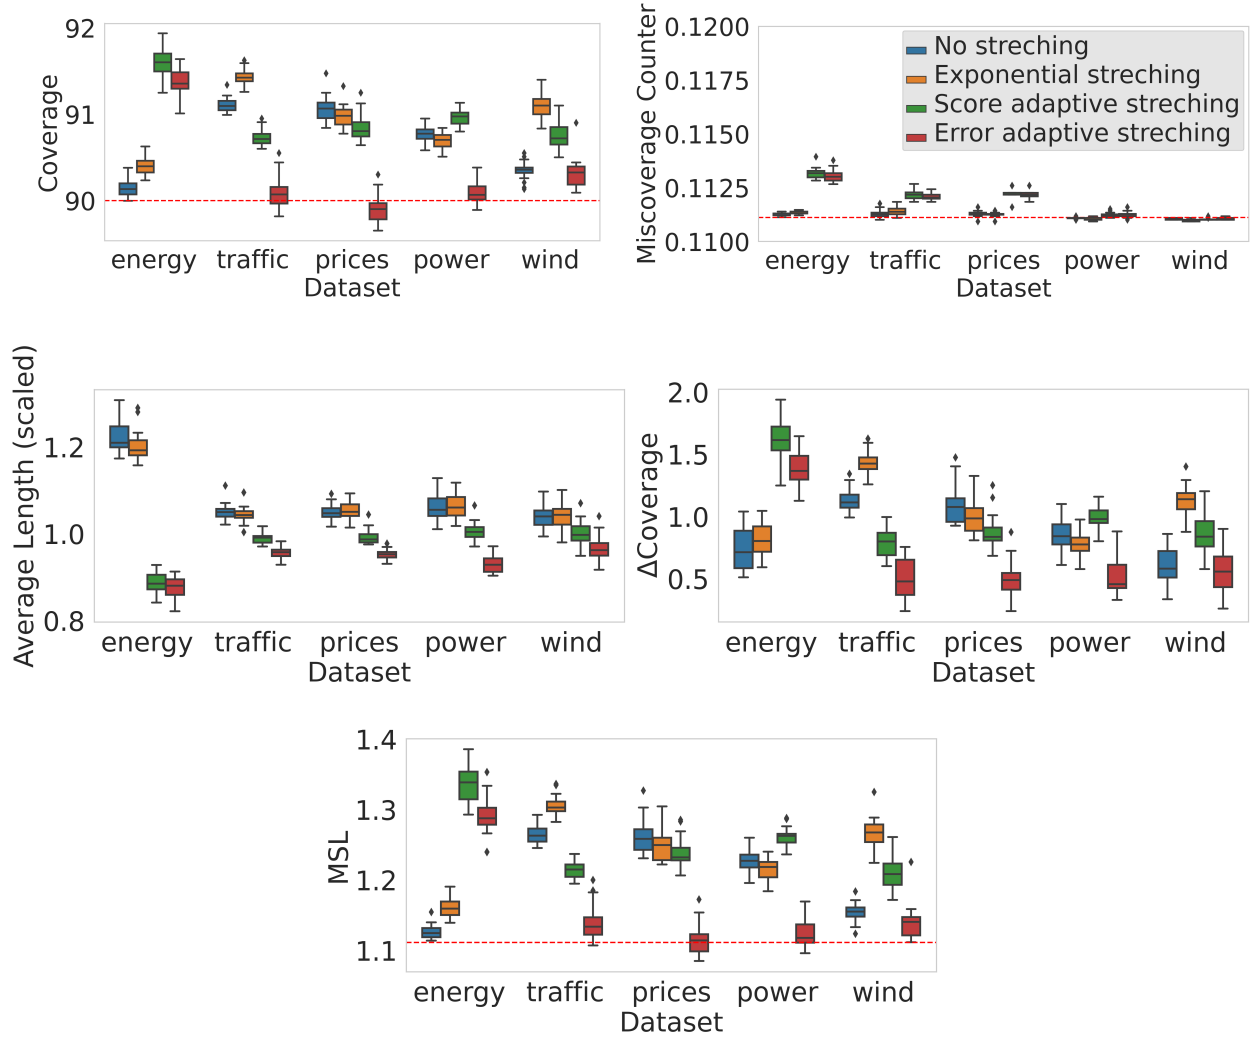 92
91
90
Coverage
energy traffic prices power wind
Dataset
0.1200
0.1175
0.1150
0.1125
0.1100
Miscoverage Counter
No streching
Exponential streching
Score adaptive streching
Error adaptive streching
energy traffic prices power wind
Dataset
1.2
1.0
0.8
Average Length (scaled)
energy traffic prices power wind
Dataset
2.0
1.5
1.0
0.5
ΔCoverage
energy traffic prices power wind
Dataset
1.4
1.3
1.2
1.1
MSL
energy traffic prices power wind
Dataset